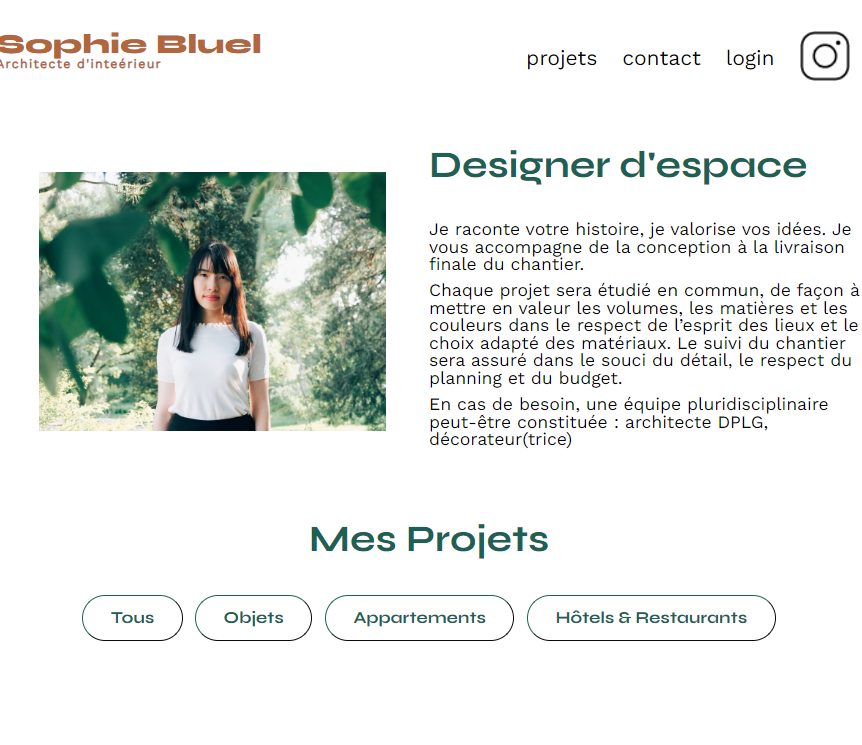 Sophie Bluel
Architecte d'inteérieur
projets contact login
Designer d'espace
Je raconte votre histoire, je valorise vos idées. Je
vous accompagne de la conception à la livraison
finale du chantier.
Chaque projet sera étudié en commun, de façon à
mettre en valeur les volumes, les matières et les
couleurs dans le respect de l’esprit des lieux et le
choix adapté des matériaux. Le suivi du chantier
sera assuré dans le souci du détail, le respect du
planning et du budget.
En cas de besoin, une équipe pluridisciplinaire
peut-être constituée : architecte DPLG,
décorateur(trice)
Mes Projets
Tous Objets Appartements Hôtels & Restaurants